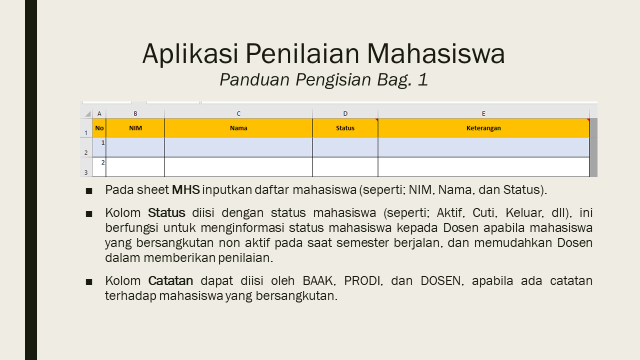 Aplikasi Penilaian Mahasiswa
Panduan Pengisian Bag. 1
A B C D E
1 No NIM Nama Status Keterangan
2 1
3 2
■ Pada sheet MHS inputkan daftar mahasiswa (seperti; NIM, Nama, dan Status).
■ Kolom Status diisi dengan status mahasiswa (seperti; Aktif, Cuti, Keluar, dll), ini
berfungsi untuk menginformasi status mahasiswa kepada Dosen apabila mahasiswa
yang bersangkutan non aktif pada saat semester berjalan, dan memudahkan Dosen
dalam memberikan penilaian.
■ Kolom Catatan dapat diisi oleh BAAK, PRODI, dan DOSEN, apabila ada catatan
terhadap mahasiswa yang bersangkutan.